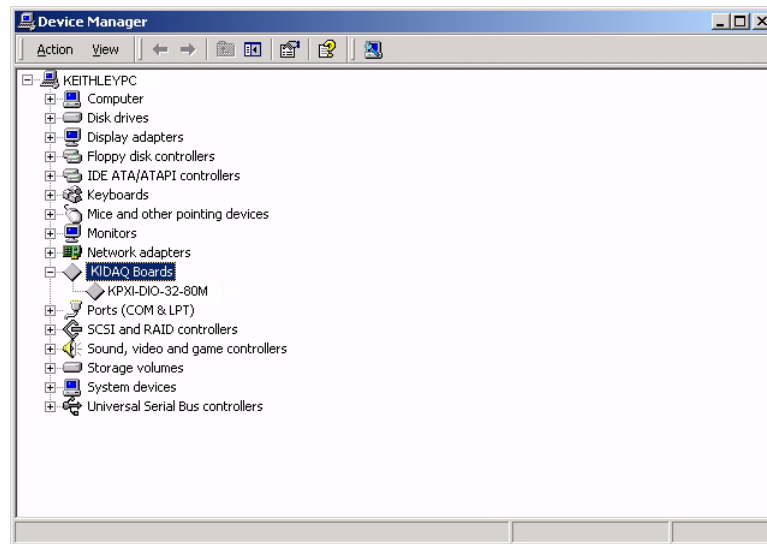 Device Manager
Action View
KEITHLEYPC
Computer
Disk drives
Display adapters
Floppy disk controllers
IDE ATA/ATAPI controllers
Keyboards
Mice and other pointing devices
Monitors
Network adapters
KIDAQ Boards
KPXI-DIO-32-80M
Ports (COM & LPT)
SCSI and RAID controllers
Sound, video and game controllers
Storage volumes
System devices
Universal Serial Bus controllers